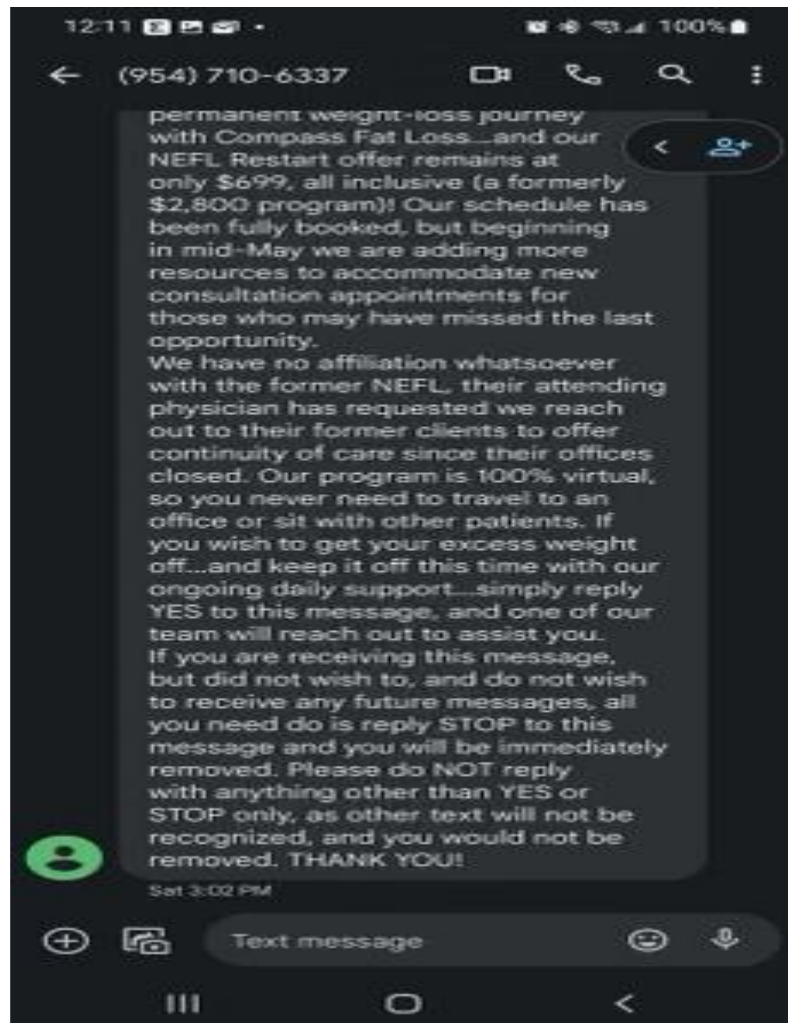 12:11
100%
(954) 710-6337
permanent weight-loss journey
with Compass Fat Loss...and our
NEFL Restart offer remains at
only $699, all inclusive (a formerly
$2,800 program)! Our schedule has
been fully booked, but beginning
in mid-May we are adding more
resources to accommodate new
consultation appointments for
those who may have missed the last
opportunity.
We have no affiliation whatsoever
with the former NEFL, their attending
physician has requested we reach
out to their former clients to offer
continuity of care since their offices
closed. Our program is 100% virtual,
so you never need to travel to an
office or sit with other patients. If
you wish to get your excess weight
off...and keep it off this time with our
ongoing daily support...simply reply
YES to this message, and one of our
team will reach out to assist you.
If you are receiving this message,
but did not wish to, and do not wish
to receive any future messages, all
you need do is reply STOP to this
message and you will be immediately
removed. Please do NOT reply
with anything other than YES or
STOP only, as other text will not be
recognized, and you would not be
removed. THANK YOU!
Sat 3:02 PM
Text message